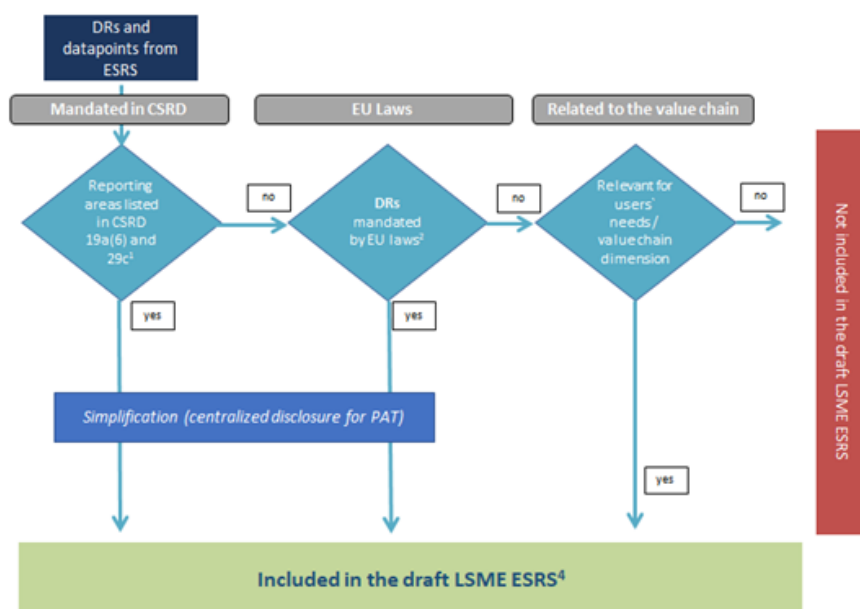 DRs and
datapoints from
ESRS
Mandated in CSRD
EU Laws
Related to the value chain
Reporting
areas listed
in CSRD
19a(6) and
29c¹
no
DRs
mandated
by EU laws²
no
Relevant for
users'
needs/
value chain
dimension
no
yes
yes
Simplification (centralized disclosure for PAT)
yes
Not included in the draft LSME ESRS
Included in the draft LSME ESRS⁴